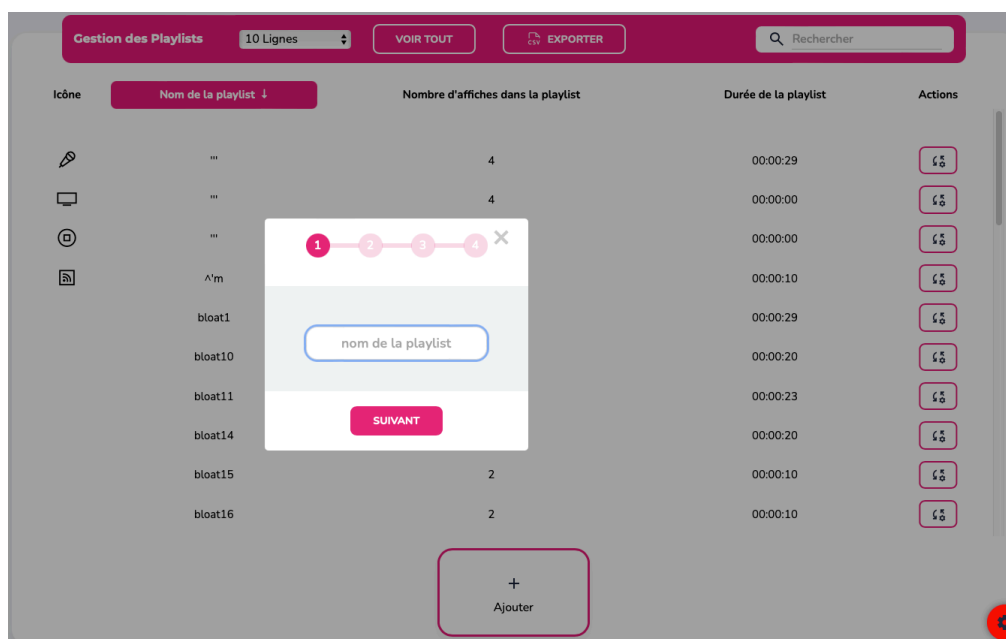 Gestion des Playlists 10 Lignes VOIR TOUT CSV EXPORTER Rechercher
Icône Nom de la playlist ↓ Nombre d'affiches dans la playlist Durée de la playlist Actions
''' 4 00:00:29
''' 4 00:00:00
''' 00:00:00
1 2 3 4 ×
^'m 00:00:10
bloat1 00:00:29
nom de la playlist
bloat10 00:00:20
bloat11 00:00:23
SUIVANT
bloat14 00:00:20
bloat15 2 00:00:10
bloat16 2 00:00:10
+
Ajouter